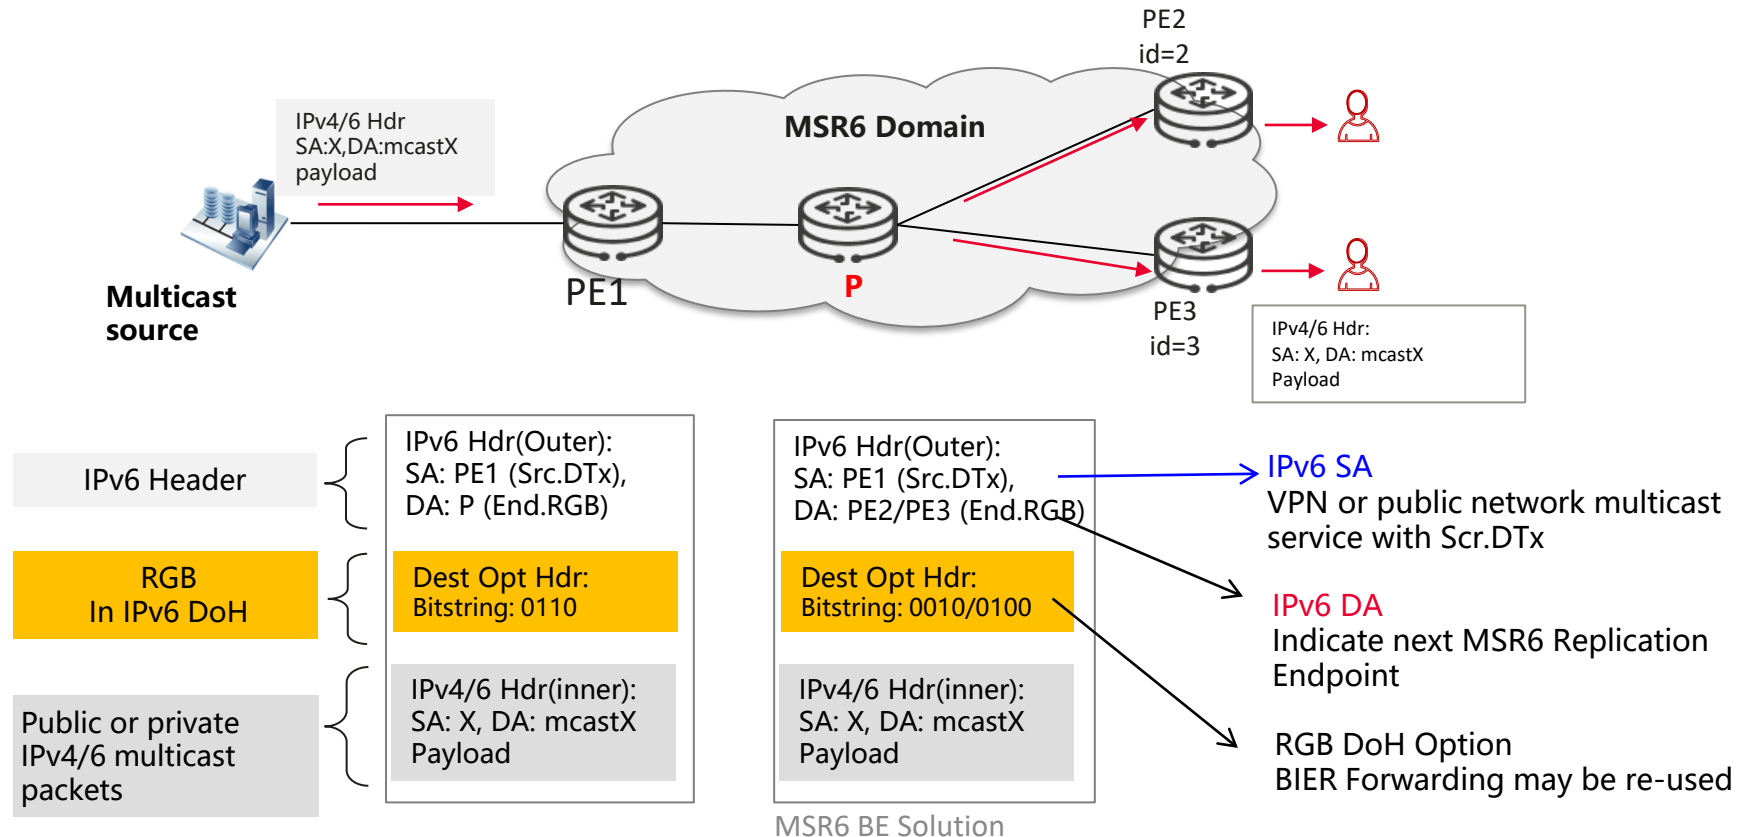 PE2
id=2
IPv4/6 Hdr
SA:X,DA:mcastX
payload
MSR6 Domain
Multicast
source
PE1
P
PE3
id=3
IPv4/6 Hdr:
SA: X, DA: mcastX
Payload
IPv6 Header
IPv6 Hdr(Outer):
SA: PE1 (Src.DTx),
DA: P (End.RGB)
IPv6 Hdr(Outer):
SA: PE1 (Src.DTx),
DA: PE2/PE3 (End.RGB)
IPv6 SA
VPN or public network multicast
service with Scr.DTx
RGB
In IPv6 DoH
Dest Opt Hdr:
Bitstring: 0110
Dest Opt Hdr:
Bitstring: 0010/0100
IPv6 DA
Indicate next MSR6 Replication
Endpoint
Public or private
IPv4/6 multicast
packets
IPv4/6 Hdr(inner):
SA: X, DA: mcastX
Payload
IPv4/6 Hdr(inner):
SA: X, DA: mcastX
Payload
RGB DoH Option
BIER Forwarding may be re-used
MSR6 BE Solution